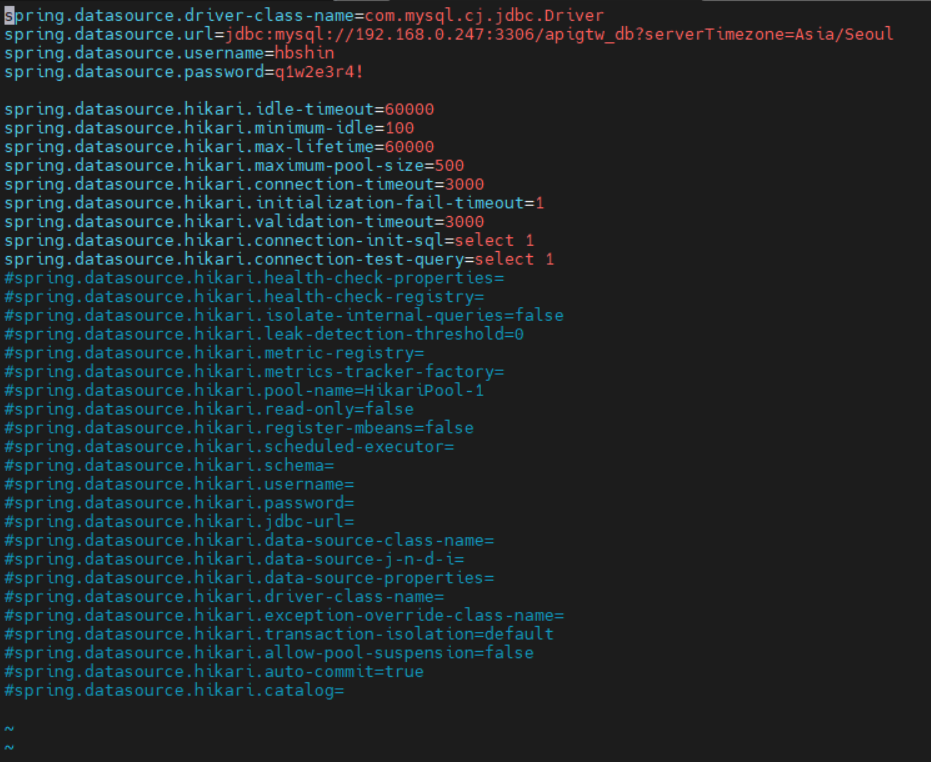 spring.datasource.driver-class-name=com.mysql.cj.jdbc.Driver
spring.datasource.url=jdbc:mysql://192.168.0.247:3306/apigtw_db?serverTimezone=Asia/Seoul
spring.datasource.username=hbshin
spring.datasource.password=q1w2e3r4!
spring.datasource.hikari.idle-timeout=60000
spring.datasource.hikari.minimum-idle=100
spring.datasource.hikari.max-lifetime=60000
spring.datasource.hikari.maximum-pool-size=500
spring.datasource.hikari.connection-timeout=3000
spring.datasource.hikari.initialization-fail-timeout=1
spring.datasource.hikari.validation-timeout=3000
spring.datasource.hikari.connection-init-sql=select 1
spring.datasource.hikari.connection-test-query=select 1
#spring.datasource.hikari.health-check-properties=
#spring.datasource.hikari.health-check-registry=
#spring.datasource.hikari.isolate-internal-queries=false
#spring.datasource.hikari.leak-detection-threshold=0
#spring.datasource.hikari.metric-registry=
#spring.datasource.hikari.metrics-tracker-factory=
#spring.datasource.hikari.pool-name=HikariPool-1
#spring.datasource.hikari.read-only=false
#spring.datasource.hikari.register-mbeans=false
#spring.datasource.hikari.scheduled-executor=
#spring.datasource.hikari.schema=
#spring.datasource.hikari.username=
#spring.datasource.hikari.password=
#spring.datasource.hikari.jdbc-url=
#spring.datasource.hikari.data-source-class-name=
#spring.datasource.hikari.data-source-j-n-d-i=
#spring.datasource.hikari.data-source-properties=
#spring.datasource.hikari.driver-class-name=
#spring.datasource.hikari.exception-override-class-name=
#spring.datasource.hikari.transaction-isolation=default
#spring.datasource.hikari.allow-pool-suspension=false
#spring.datasource.hikari.auto-commit=true
#spring.datasource.hikari.catalog=
~
~